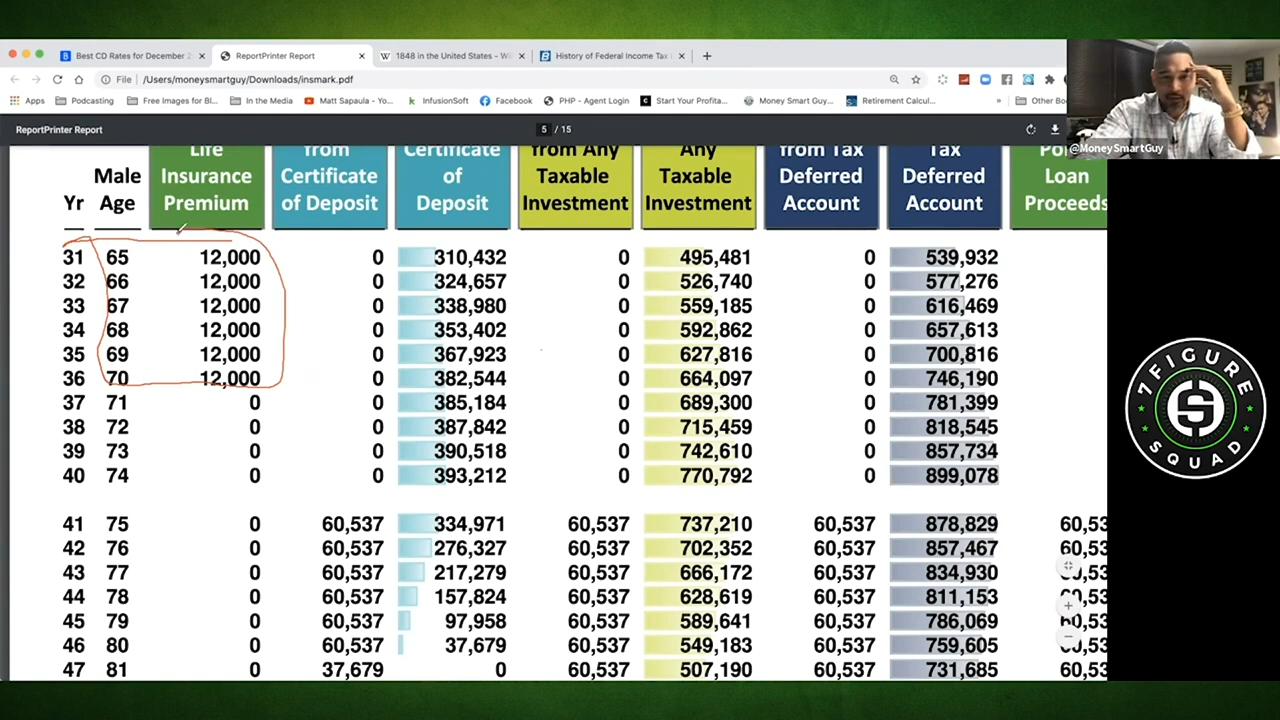 Best CD Rates for December 2
ReportPrinter Report
1848 in the United States - Wi
History of Federal Income Tax
File /Users/moneysmartguy/Downloads/insmark.pdf
Apps Podcasting Free Images for Bl... In the Media Matt Sapaula - Yo... InfusionSoft Facebook PHP - Agent Login Start Your Profita... Money Smart Guy... Retirement Calcul... » Other Bo
@MoneySmartGuy
ReportPrinter Report 5 / 15
Life from Certificate from Any Any from Tax Tax
Male Insurance Certificate of Taxable Taxable Deferred Deferred Loan
Yr Age Premium of Deposit Deposit Investment Investment Account Account Proceeds
31 65 12,000 0 310,432 0 495,481 0 539,932
32 66 12,000 0 324,657 0 526,740 0 577,276
33 67 12,000 0 338,980 0 559,185 0 616,469
34 68 12,000 0 353,402 0 592,862 0 657,613
35 69 12,000 0 367,923 0 627,816 0 700,816
36 70 12,000 0 382,544 0 664,097 0 746,190
37 71 0 0 385,184 0 689,300 0 781,399
38 72 0 0 387,842 0 715,459 0 818,545
39 73 0 0 390,518 0 742,610 0 857,734
40 74 0 0 393,212 0 770,792 0 899,078
41 75 0 60,537 334,971 60,537 737,210 60,537 878,829 60,53
42 76 0 60,537 276,327 60,537 702,352 60,537 857,467 60,53
43 77 0 60,537 217,279 60,537 666,172 60,537 834,930 60,53
44 78 0 60,537 157,824 60,537 628,619 60,537 811,153 60,53
45 79 0 60,537 97,958 60,537 589,641 60,537 786,069 60,53
46 80 0 60,537 37,679 60,537 549,183 60,537 759,605 60,53
47 81 0 37,679 0 60,537 507,190 60,537 731,685 60,53
7FIGURE
SQUAD